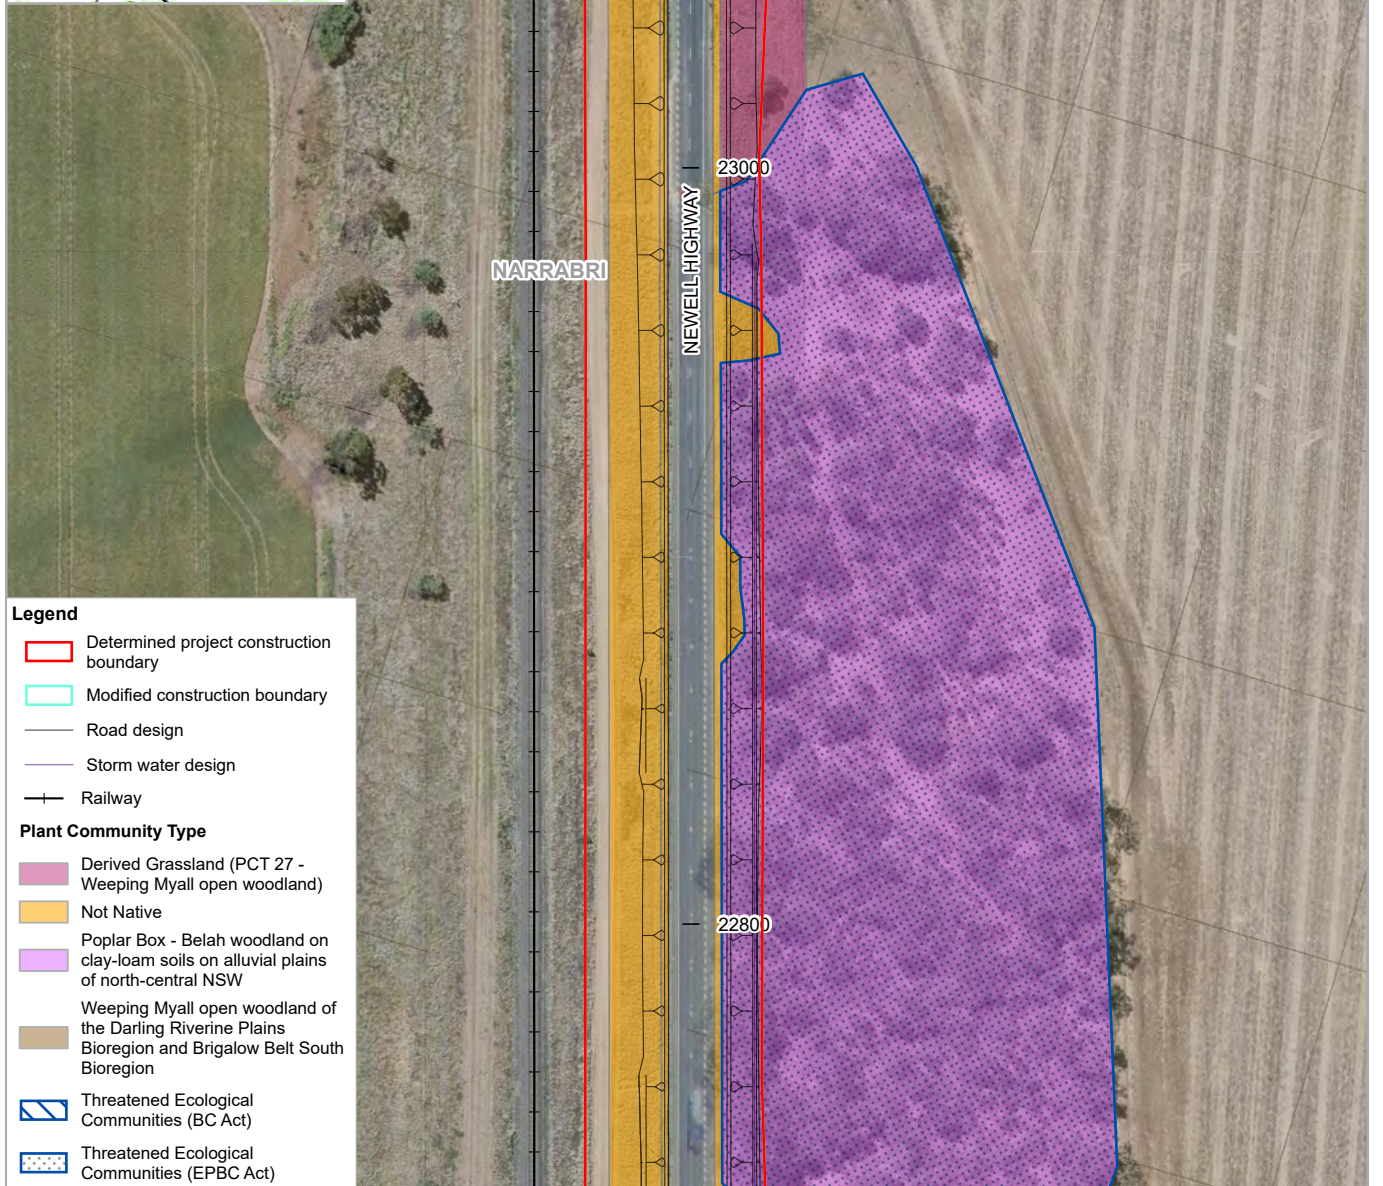 23000
NEWELL HIGHWAY
NARRABRI
22800
Legend
Determined project construction
boundary
Modified construction boundary
Road design
Storm water design
Railway
Plant Community Type
Derived Grassland (PCT 27 -
Weeping Myall open woodland)
Not Native
Poplar Box - Belah woodland on
clay-loam soils on alluvial plains
of north-central NSW
Weeping Myall open woodland of
the Darling Riverine Plains
Bioregion and Brigalow Belt South
Bioregion
Threatened Ecological
Communities (BC Act)
Threatened Ecological
Communities (EPBC Act)